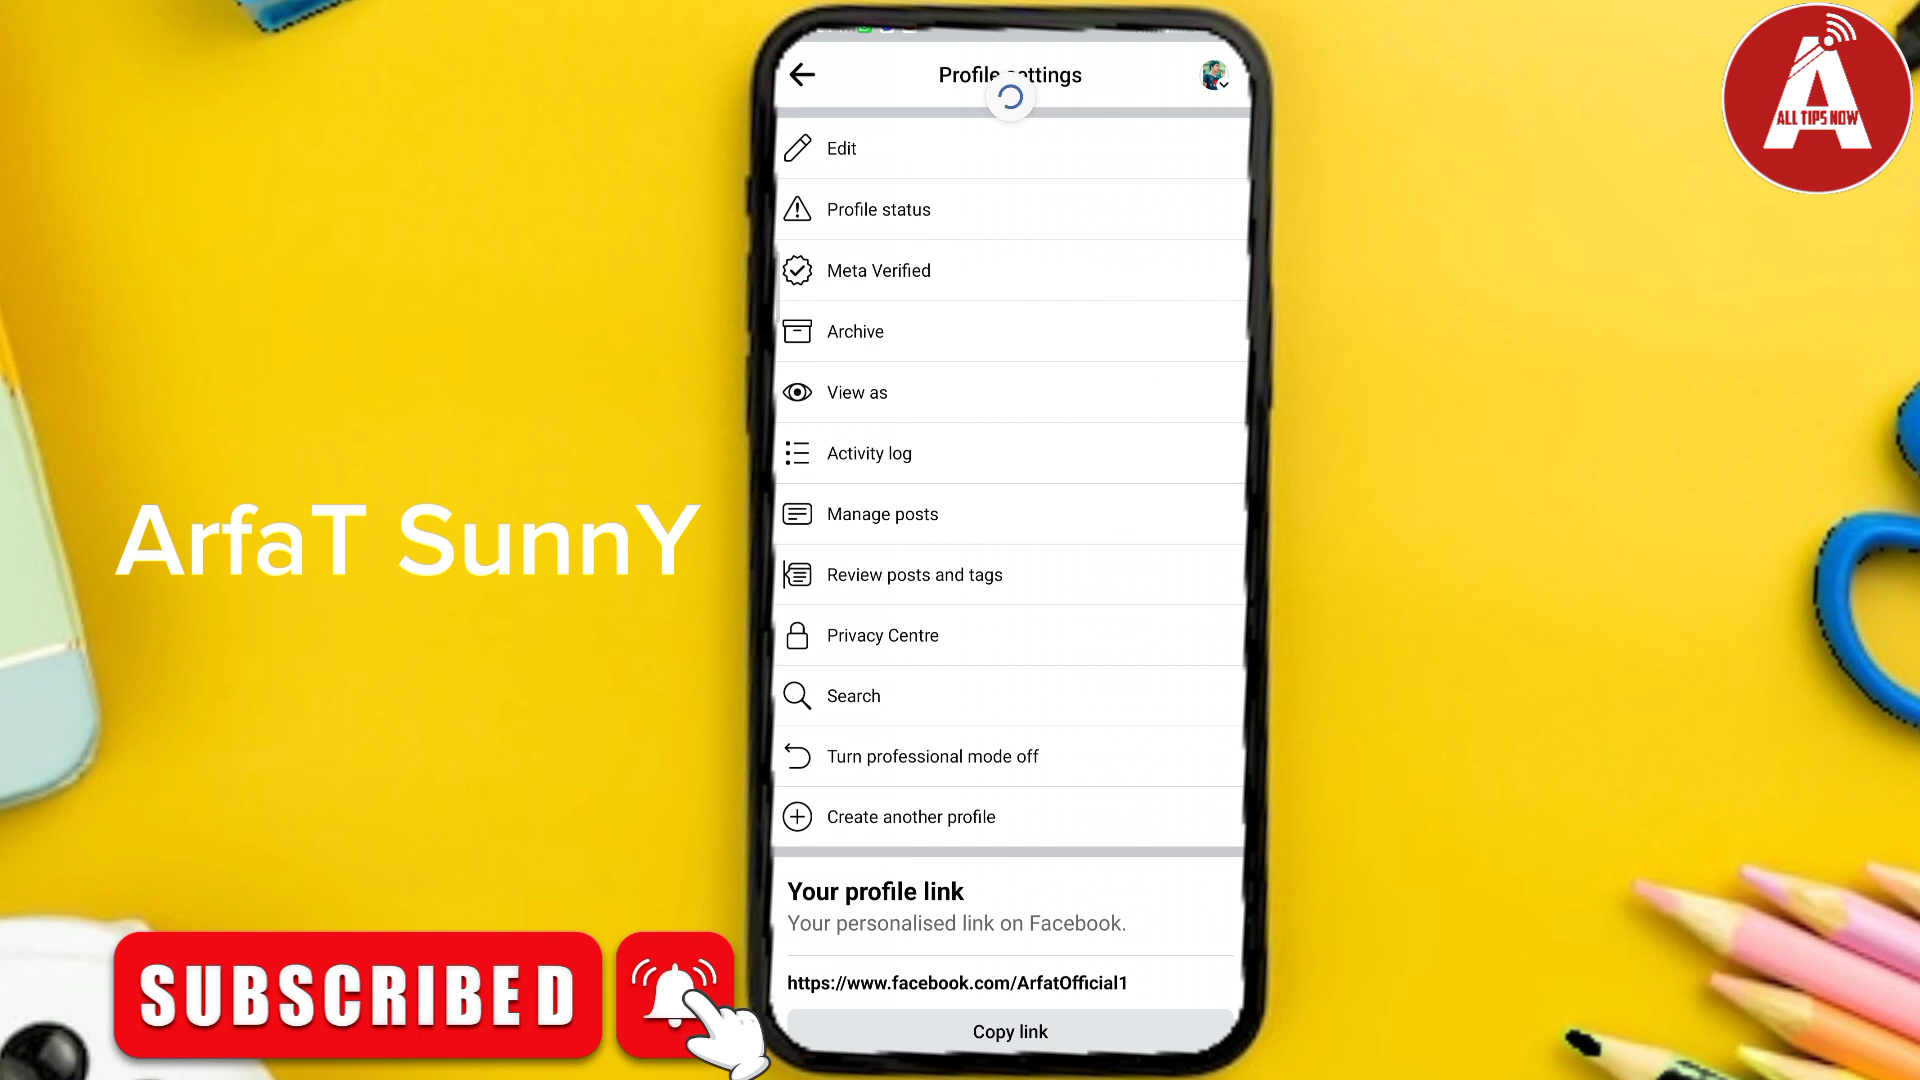 Profile settings
ALL TIPS NOW
Edit
Profile status
Meta Verified
Archive
View as
Activity log
Manage posts
ArfaT SunnY
Review posts and tags
Privacy Centre
Search
Turn professional mode off
Create another profile
Your profile link
Your personalised link on Facebook.
SUBSCRIBED
https://www.facebook.com/ArfatOfficial1
Copy link